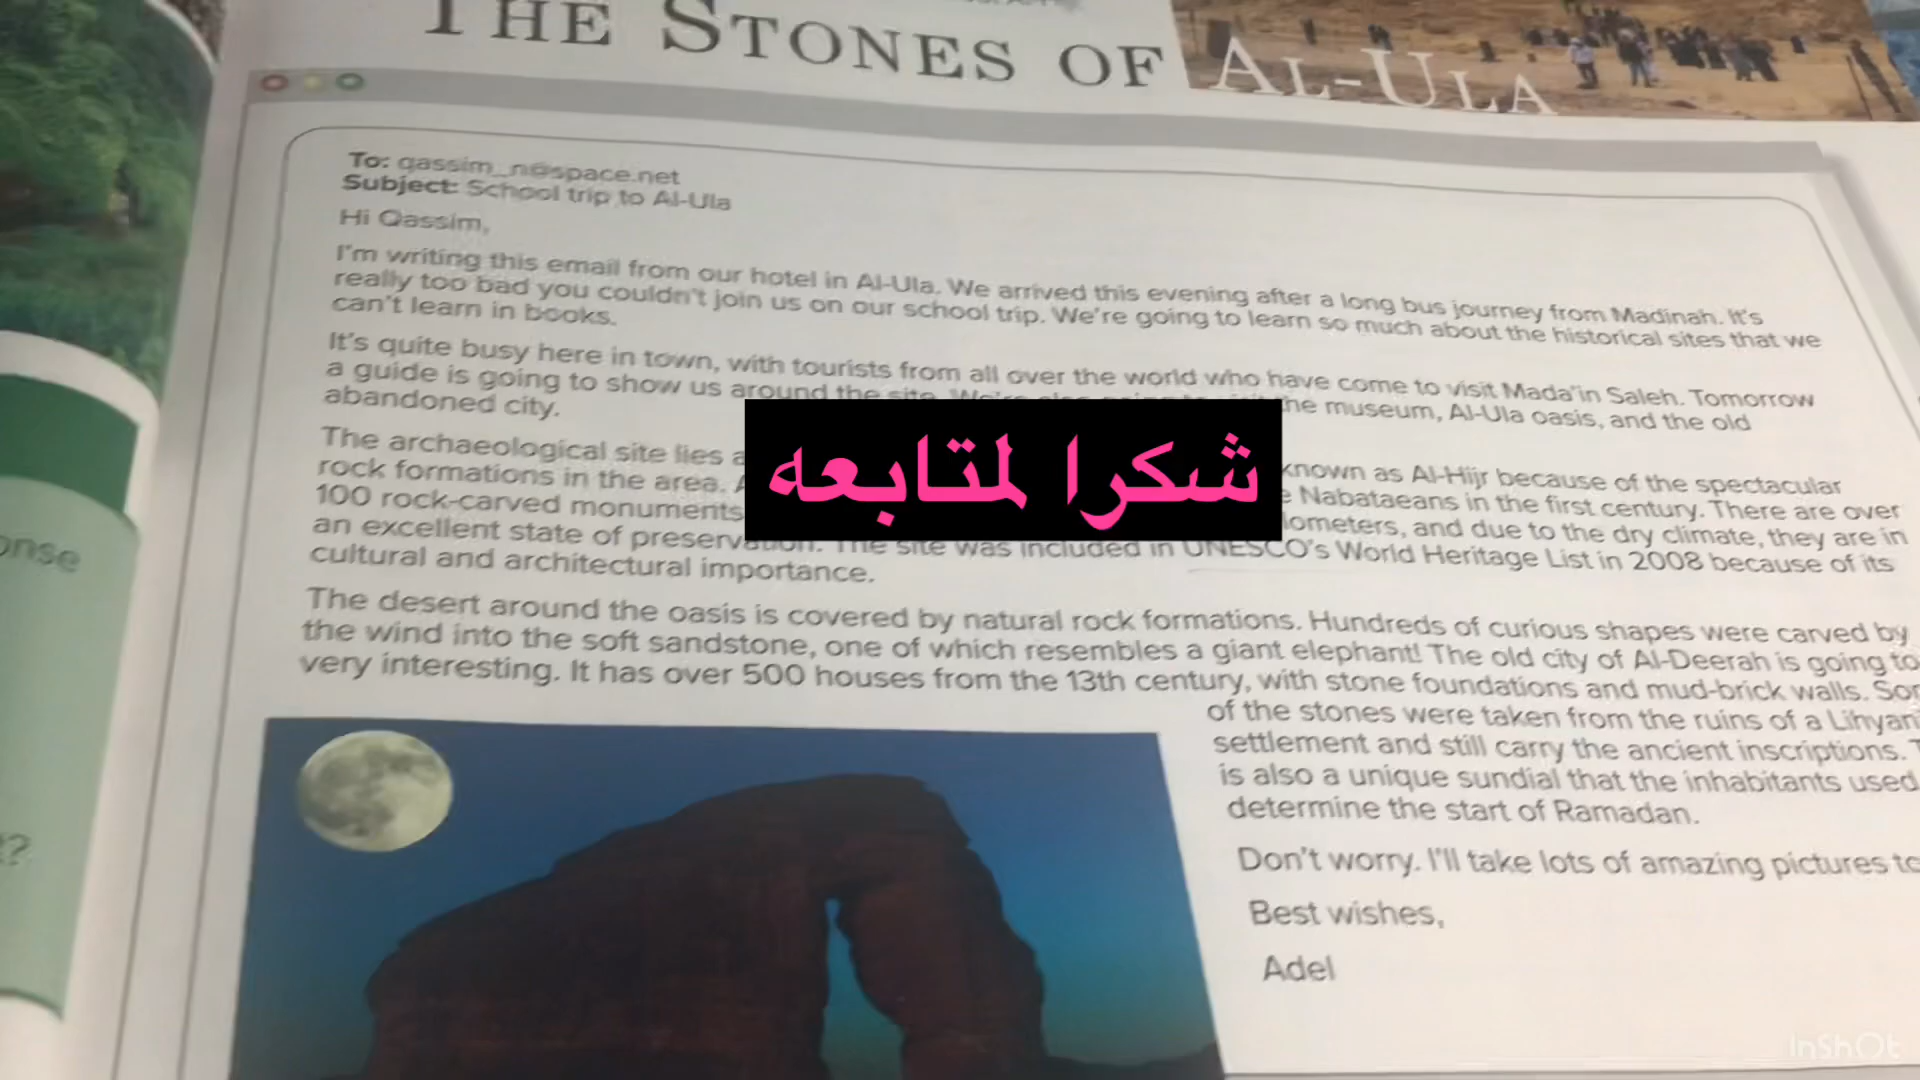 THE STONES OF AL-ULA
To: qassim_n@space.net
Subject: School trip to Al-Ula
Hi Qassim,
I'm writing this email from our hotel in Al-Ula. We arrived this evening after a long bus journey from Madinah. It's
really too bad you couldn't join us on our school trip. We're going to learn so much about the historical sites that we
can't learn in books.
It's quite busy here in town, with tourists from all over the world who have come to visit Mada'in Saleh. Tomorrow
a guide is going to show us around the site. the museum, Al-Ula oasis, and the old
abandoned city.
The archaeological site lies known as Al-Hijr because of the spectacular
rock formations in the area. Nabataeans in the first century. There are over
100 rock-carved monuments and due to the dry climate, they are in
an excellent state of preservation. The site was included in UNESCO's World Heritage List in 2008 because of its
cultural and architectural importance.
The desert around the oasis is covered by natural rock formations. Hundreds of curious shapes were carved by
the wind into the soft sandstone, one of which resembles a giant elephant! The old city of Al-Deerah is going to
very interesting. It has over 500 houses from the 13th century, with stone foundations and mud-brick walls.
of the stones were taken from the ruins of a
settlement and still carry the ancient inscriptions.
is also a unique sundial that the inhabitants used
determine the start of Ramadan.
Don't worry. I'll take lots of amazing pictures
Best wishes,
Adel
شكرا لمتابعه
onse
InShOt